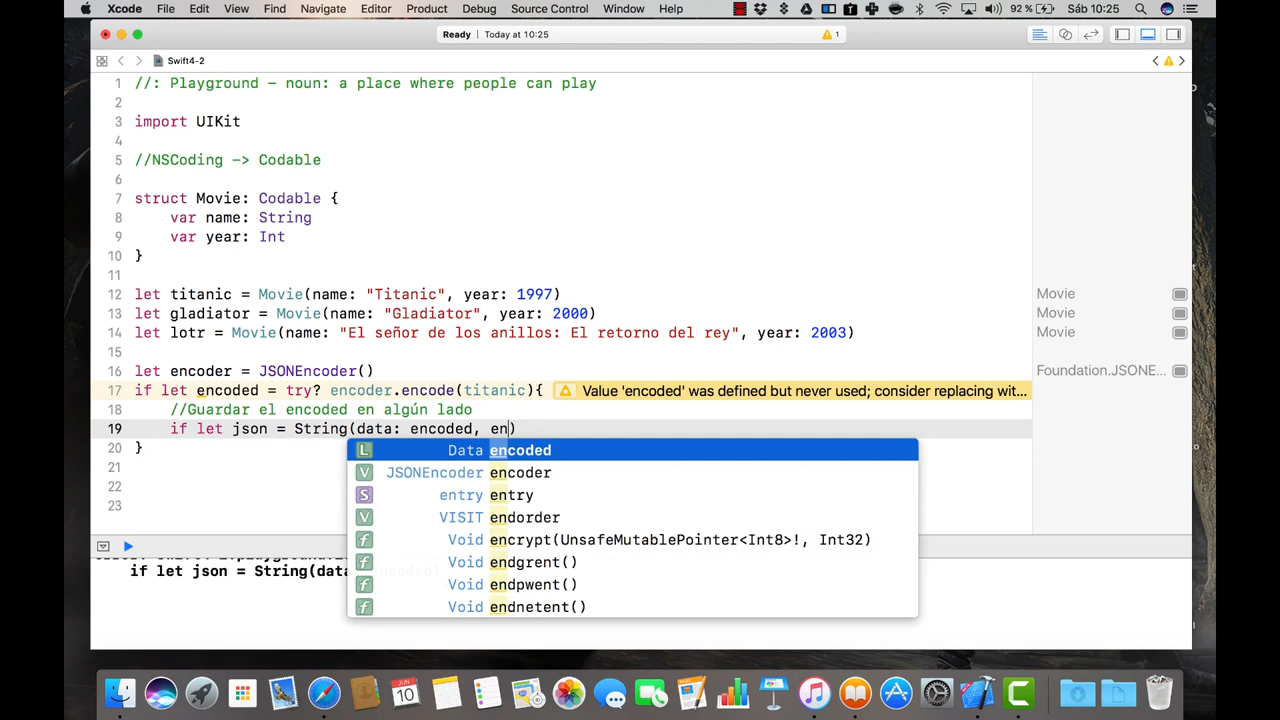 Xcode File Edit View Find Navigate Editor Product Debug Source Control Window Help 92 % Sáb 10:25
Ready Today at 10:25 1
Swift4-2
1 //: Playground - noun: a place where people can play
2
3 import UIKit
4
5 //NSCoding -> Codable
6
7 struct Movie: Codable {
8 var name: String
9 var year: Int
10 }
11
12 let titanic = Movie(name: "Titanic", year: 1997) Movie
13 let gladiator = Movie(name: "Gladiator", year: 2000) Movie
14 let lotr = Movie(name: "El señor de los anillos: El retorno del rey", year: 2003) Movie
15
16 let encoder = JSONEncoder() Foundation.JSONE...
17 if let encoded = try? encoder.encode(titanic){ Value 'encoded' was defined but never used; consider replacing wit...
18 //Guardar el encoded en algún lado
19 if let json = String(data: encoded, en)
20 }
21
22
23
L Data encoded
V JSONEncoder encoder
S entry entry
V VISIT endorder
f Void encrypt(UnsafeMutablePointer<Int8>!, Int32)
f Void endgrent()
f Void endpwent()
f Void endnetent()
if let json = String(data
JUN
10